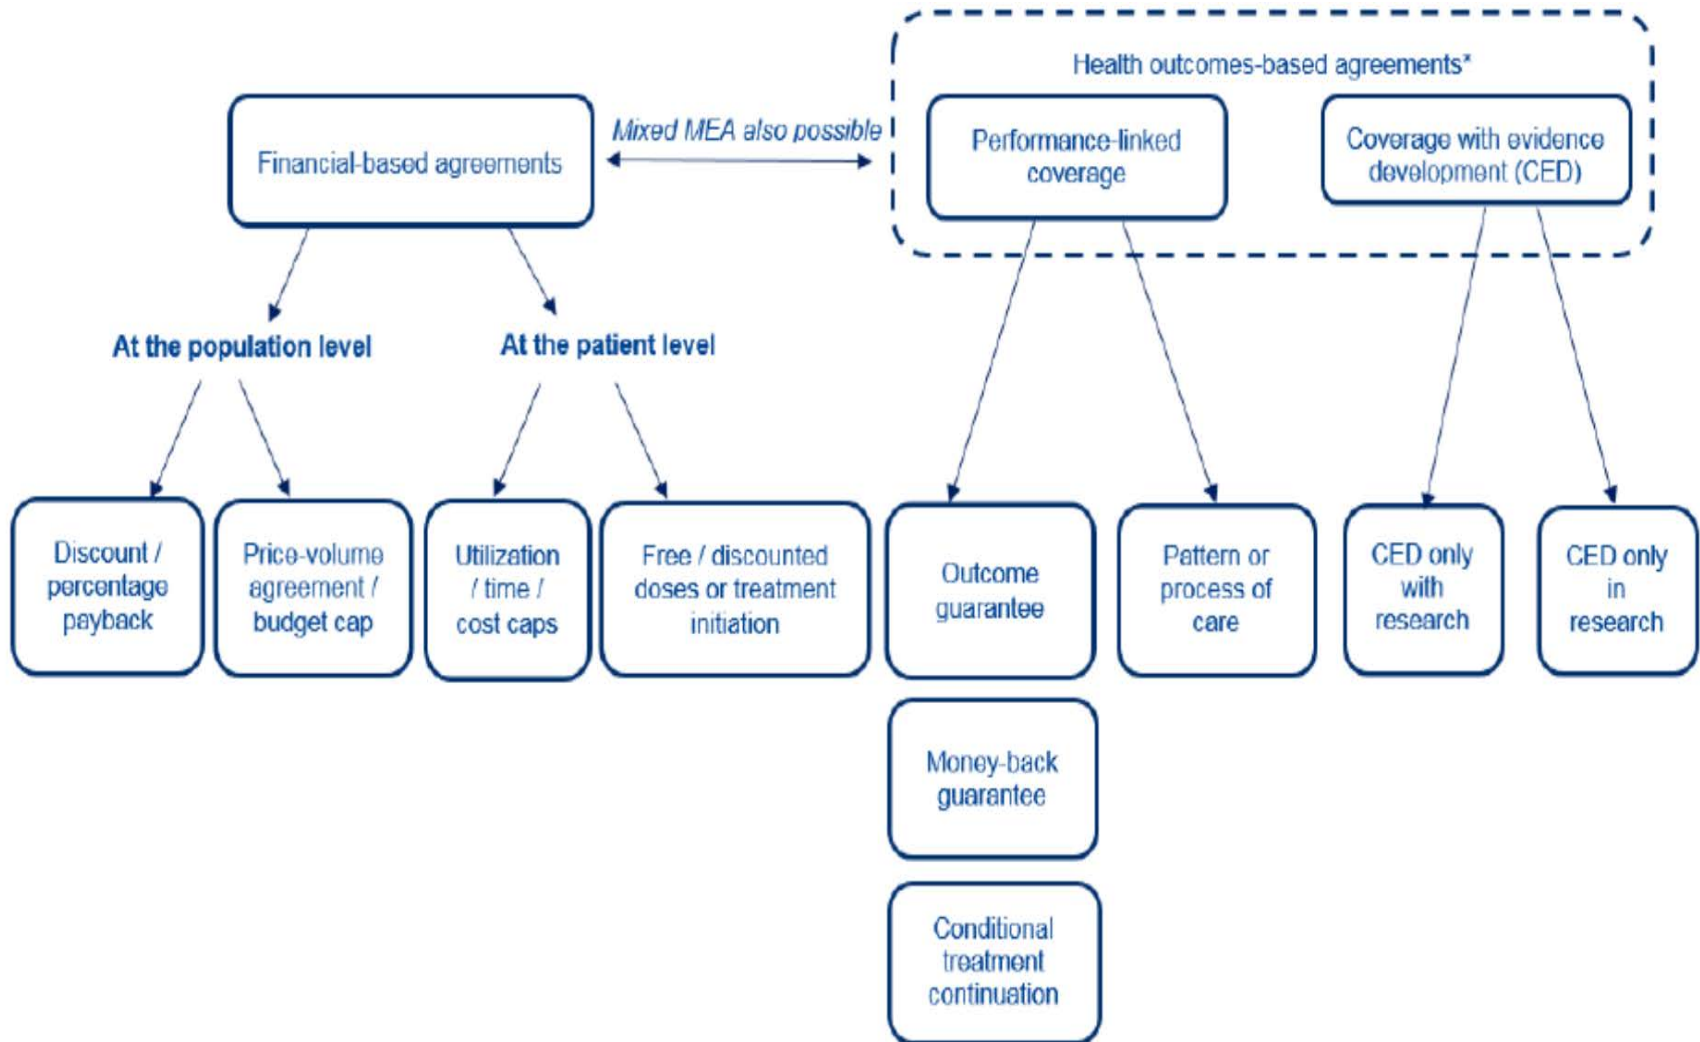 Health outcomes-based agreements*
Financial-based agreements
Mixed MEA also possible
Performance-linked
coverage
Coverage with evidence
development (CED)
At the population level
At the patient level
Discount /
percentage
payback
Price-volume
agreement /
budget cap
Utilization
/ time /
cost caps
Free / discounted
doses or treatment
initiation
Outcome
guarantee
Pattern or
process of
care
CED only
with
research
CED only
in
research
Money-back
guarantee
Conditional
treatment
continuation